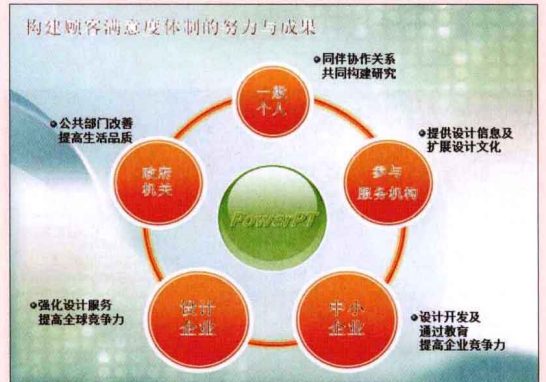 构建顾客满意度体制的努力与成果
同伴协作关系
共同构建研究
一般
个人
公共部门改善
提高生活品质
提供设计信息及
扩展设计文化
政府
机关
参与
服务机构
PowerPT
强化设计服务
提高全球竞争力
设计
企业
中小
企业
设计开发及
通过教育
提高企业竞争力